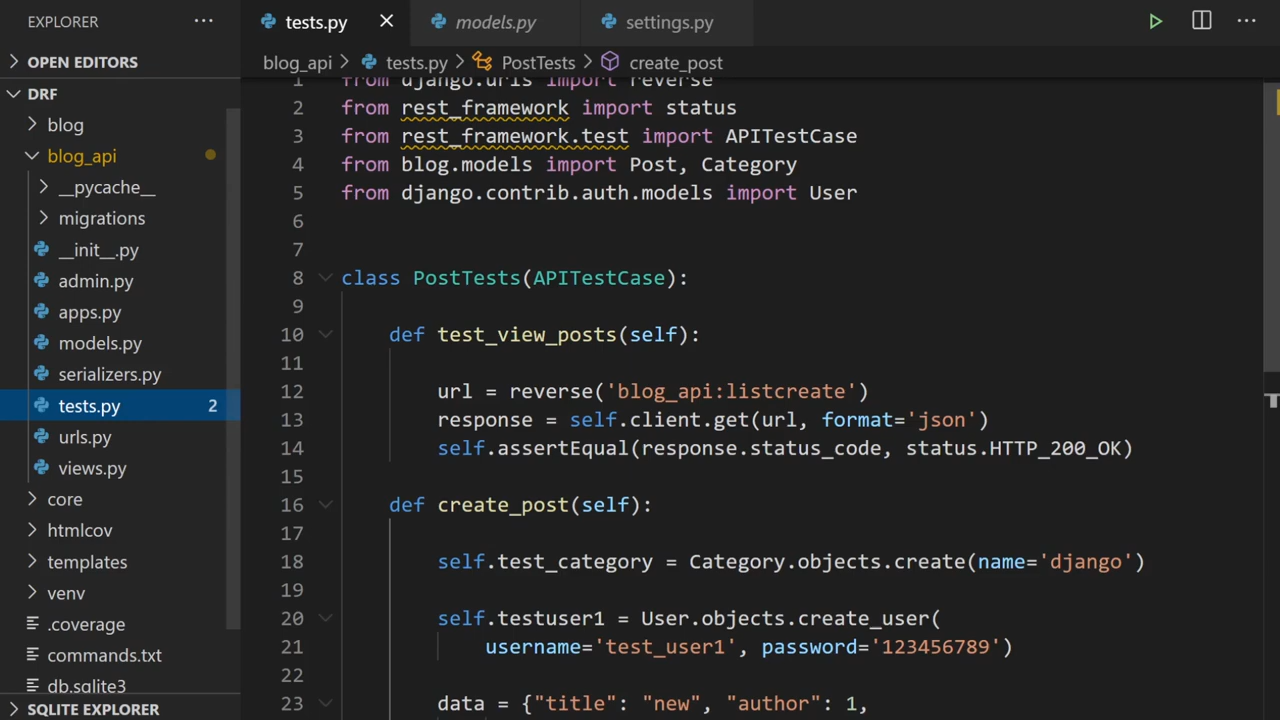 EXPLORER ...
tests.py
models.py
settings.py
OPEN EDITORS
blog_api > tests.py > PostTests > create_post
DRF
blog
blog_api
__pycache__
migrations
__init__.py
admin.py
apps.py
models.py
serializers.py
tests.py 2
urls.py
views.py
core
htmlcov
templates
venv
.coverage
commands.txt
db.sqlite3
SQLITE EXPLORER
1 from django.urls import reverse
2 from rest_framework import status
3 from rest_framework.test import APITestCase
4 from blog.models import Post, Category
5 from django.contrib.auth.models import User
6
7
8 class PostTests(APITestCase):
9
10 def test_view_posts(self):
11
12 url = reverse('blog_api:listcreate')
13 response = self.client.get(url, format='json')
14 self.assertEqual(response.status_code, status.HTTP_200_OK)
15
16 def create_post(self):
17
18 self.test_category = Category.objects.create(name='django')
19
20 self.testuser1 = User.objects.create_user(
21 username='test_user1', password='123456789')
22
23 data = {"title": "new", "author": 1,